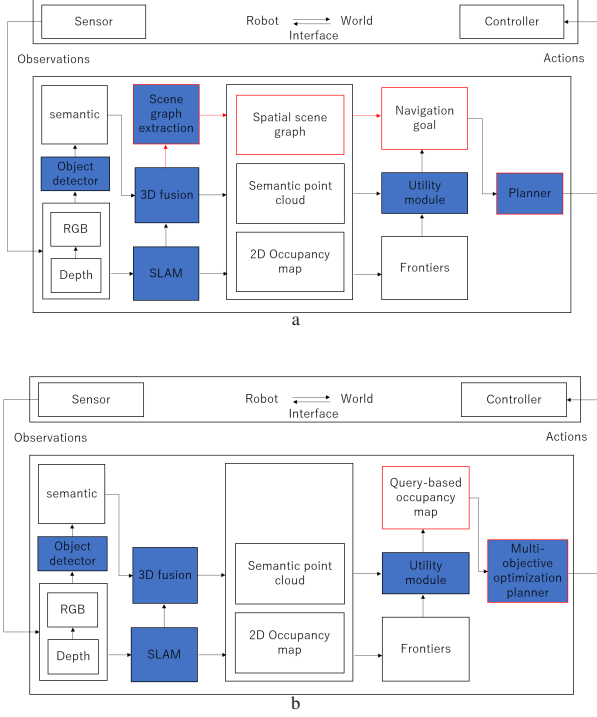 Sensor
Robot
World
Interface
Controller
Observations
Actions
semantic
Scene
graph
extraction
Spatial scene
graph
Navigation
goal
Object
detector
3D fusion
Semantic point
cloud
Utility
module
Planner
RGB
Depth
SLAM
2D Occupancy
map
Frontiers
a
Sensor
Robot
World
Interface
Controller
Observations
Actions
semantic
Query-based
occupancy
map
Object
detector
3D fusion
Semantic point
cloud
Utility
module
Multi-
objective
optimization
planner
RGB
Depth
SLAM
2D Occupancy
map
Frontiers
b